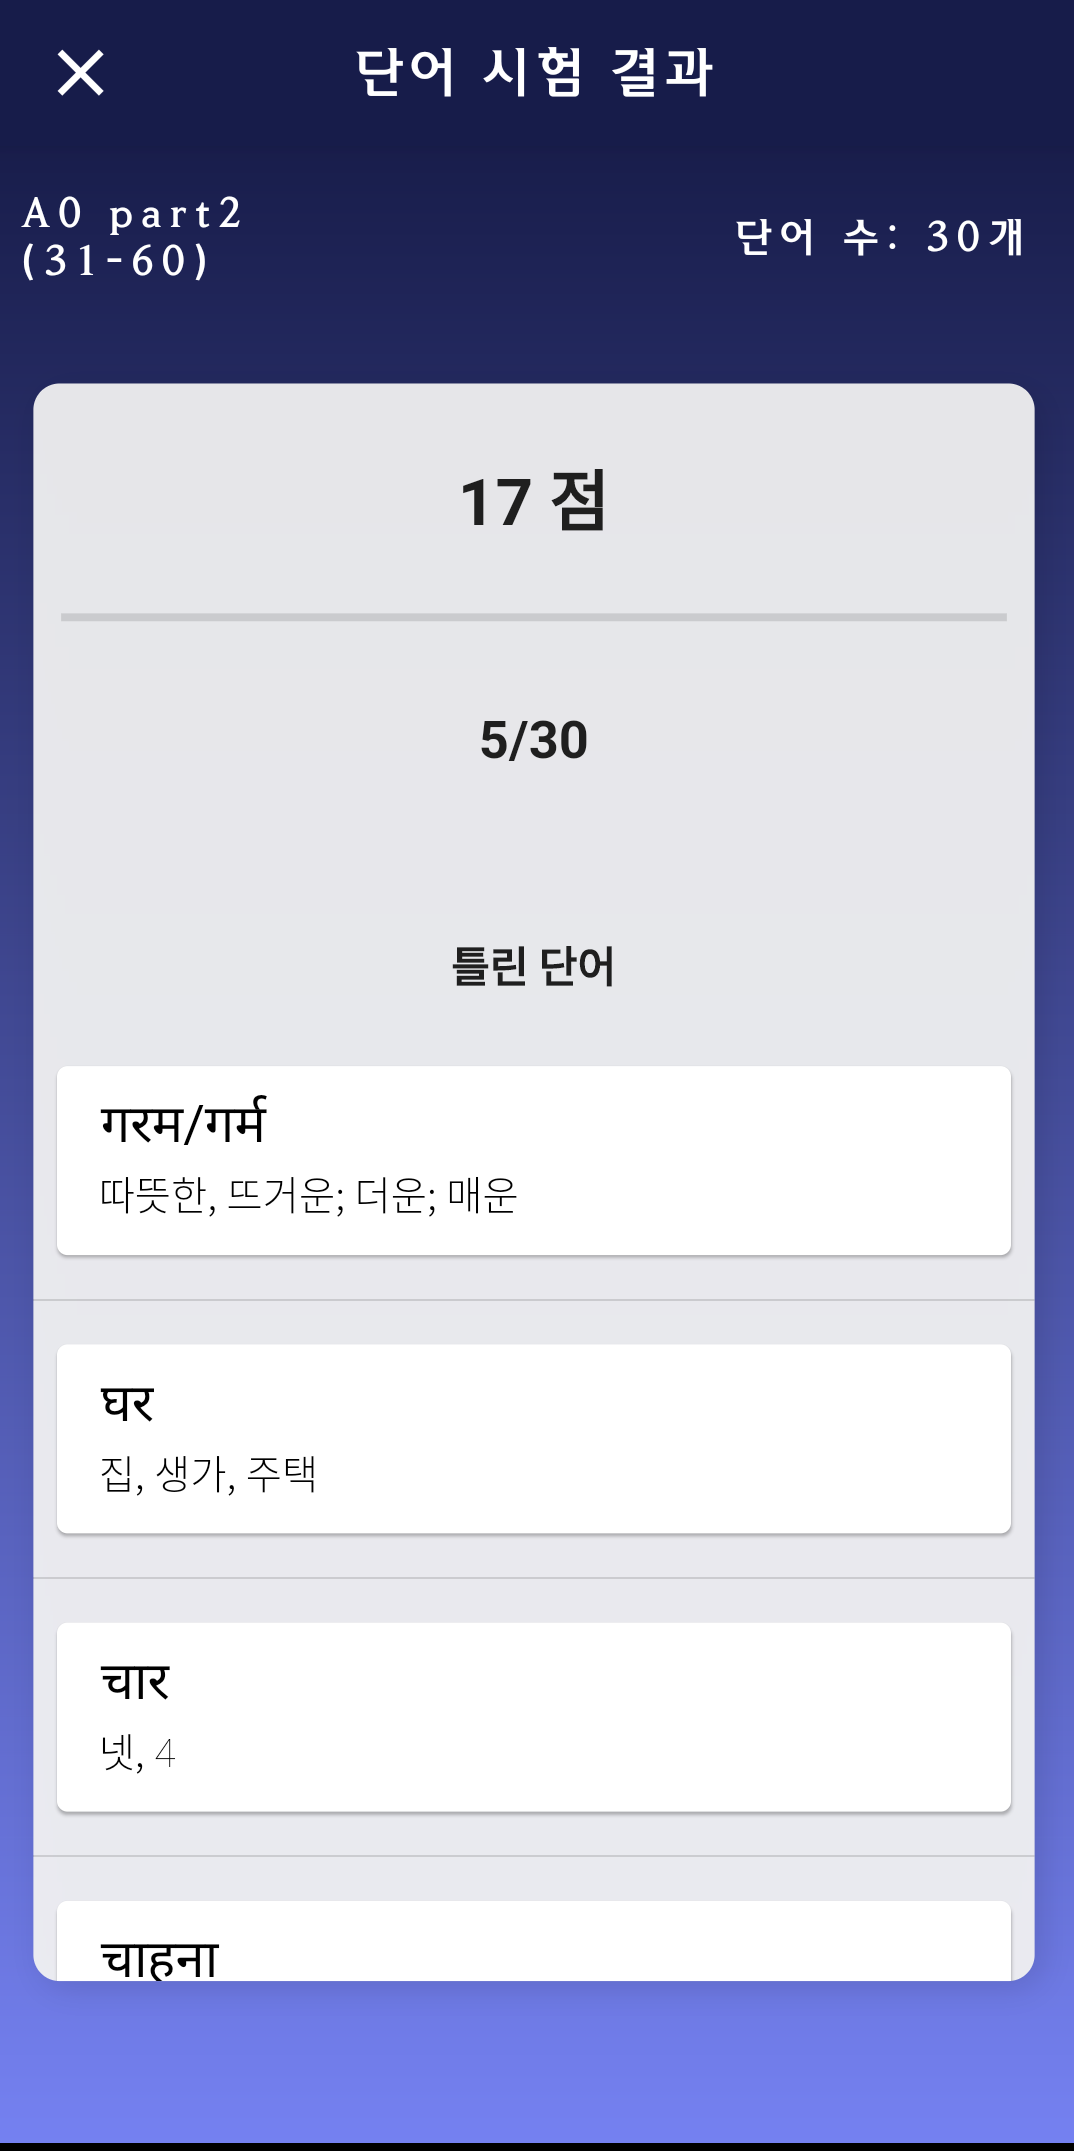 단어 시험 결과
A0 part2
(31-60)
단어 수: 30개
17 점
5/30
틀린 단어
गरम/गर्म
따뜻한, 뜨거운; 더운; 매운
घर
집, 생가, 주택
चार
넷, 4
चाहना